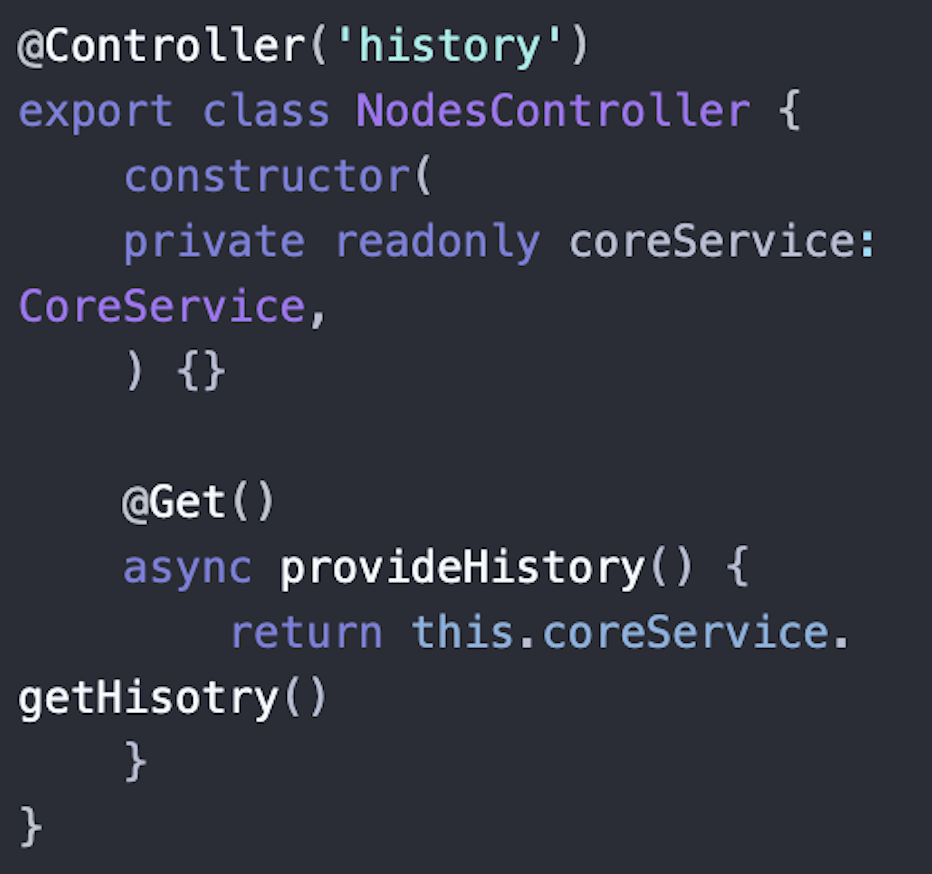 @Controller('history')
export class NodesController {
    constructor(
    private readonly coreService:
CoreService,
    ) {}

    @Get()
    async provideHistory() {
        return this.coreService.
getHisotry()
    }
}